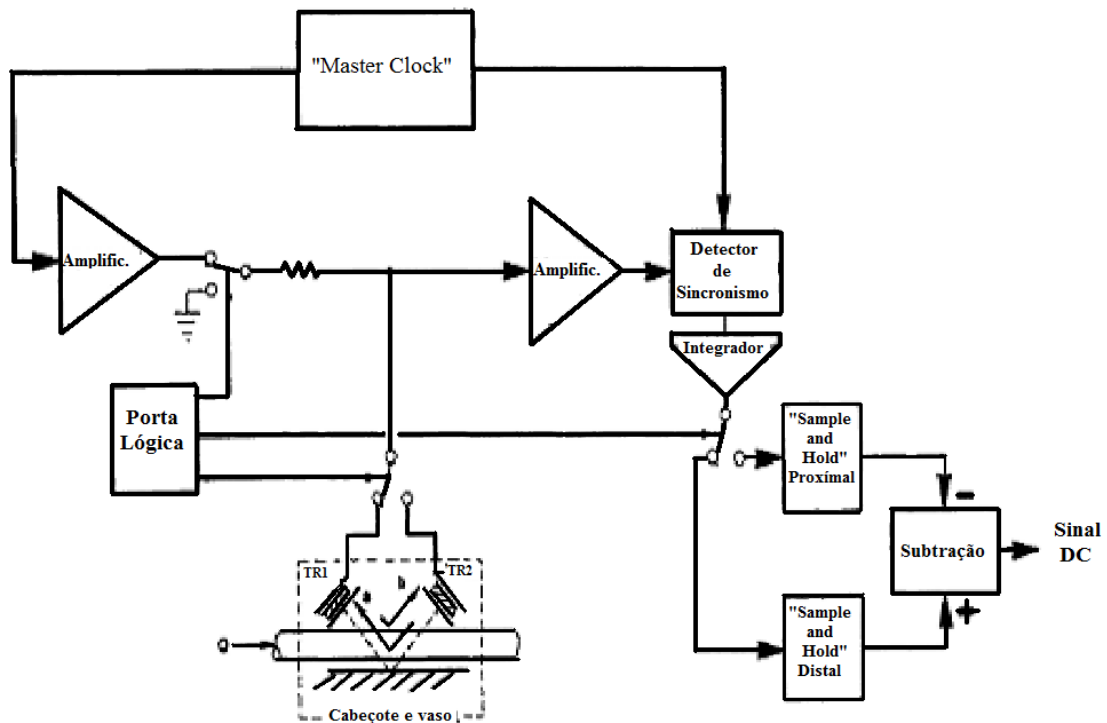 "Master Clock"
Amplific.
Amplific.
Detector
de
Sincronismo
Integrador
Porta
Lógica
"Sample
and
Hold"
Proxímal
-
Subtração
Sinal
DC
+
"Sample
and
Hold"
Distal
TR1
TR2
a
b
Cabeçote e vaso